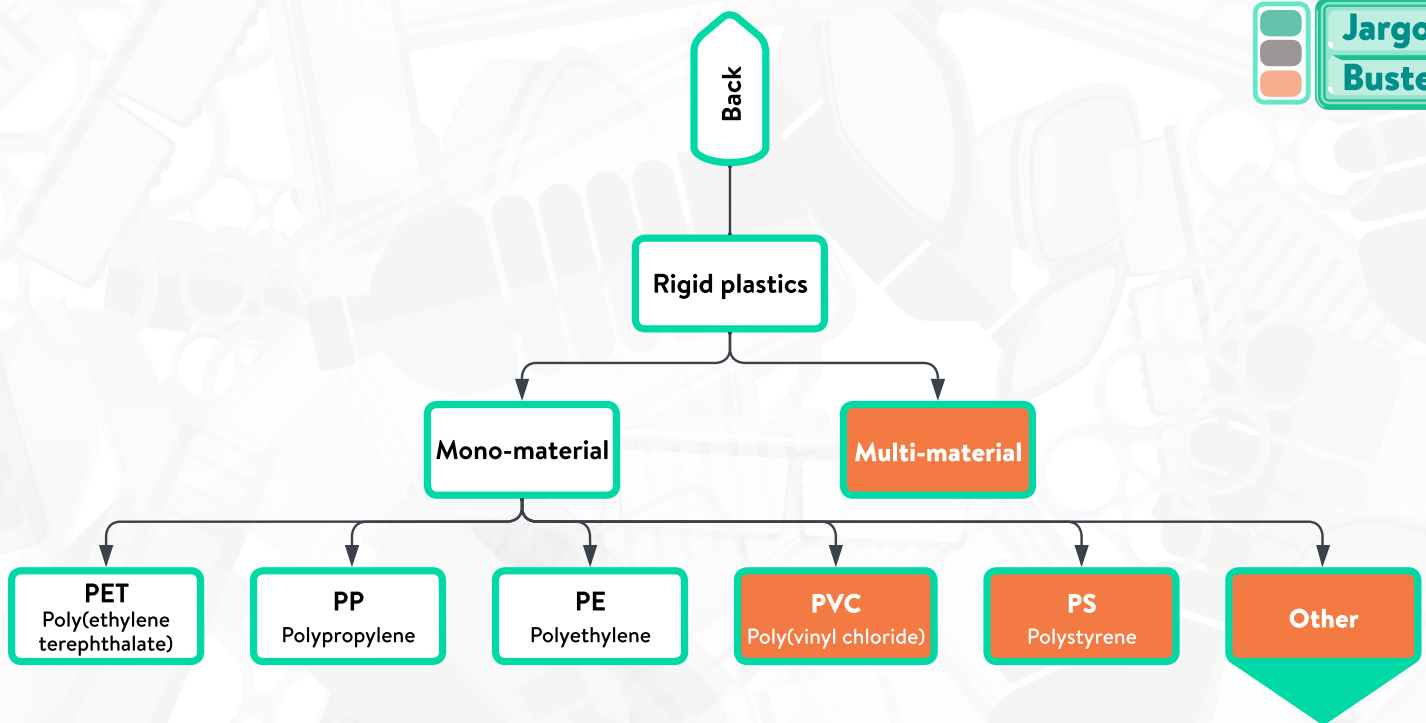 Back
Rigid plastics
Mono-material
Multi-material
PET
Poly(ethylene
terephthalate)
PP
Polypropylene
PE
Polyethylene
PVC
Poly(vinyl chloride)
PS
Polystyrene
Other